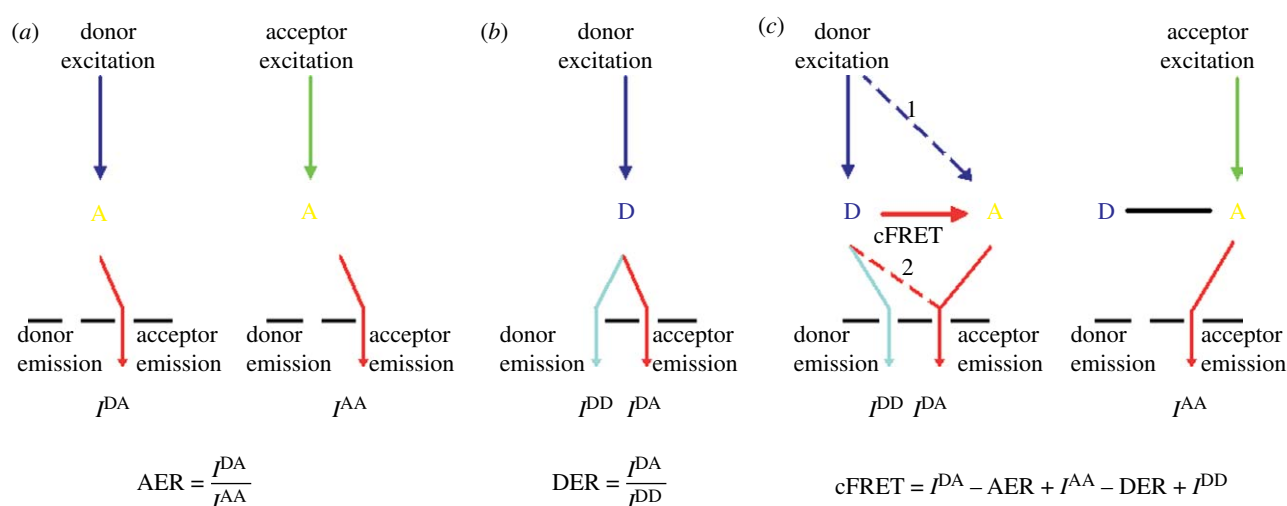 (a)
donor
excitation
acceptor
excitation
A
A
donor
emission
acceptor
emission
donor
emission
acceptor
emission
I^DA
I^AA
AER = I^DA / I^AA
(b)
donor
excitation
D
donor
emission
acceptor
emission
I^DD I^DA
DER = I^DA / I^DD
(c)
donor
excitation
acceptor
excitation
1
D
A
D
A
cFRET
2
donor
emission
acceptor
emission
donor
emission
acceptor
emission
I^DD I^DA
I^AA
cFRET = I^DA – AER + I^AA – DER + I^DD